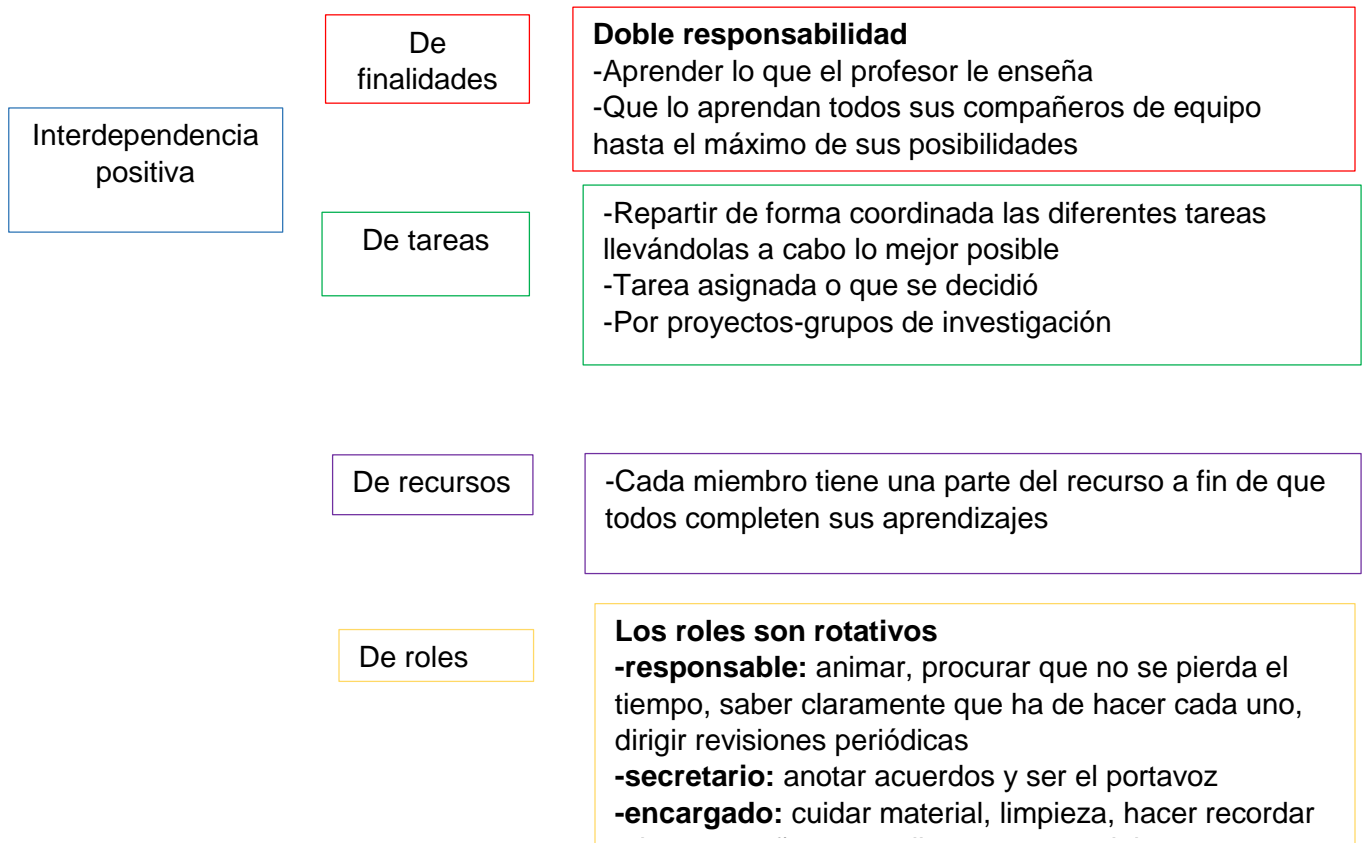 Interdependencia
positiva
De
finalidades
Doble responsabilidad
-Aprender lo que el profesor le enseña
-Que lo aprendan todos sus compañeros de equipo
hasta el máximo de sus posibilidades
De tareas
-Repartir de forma coordinada las diferentes tareas
llevándolas a cabo lo mejor posible
-Tarea asignada o que se decidió
-Por proyectos-grupos de investigación
De recursos
-Cada miembro tiene una parte del recurso a fin de que
todos completen sus aprendizajes
De roles
Los roles son rotativos
-responsable: animar, procurar que no se pierda el
tiempo, saber claramente que ha de hacer cada uno,
dirigir revisiones periódicas
-secretario: anotar acuerdos y ser el portavoz
-encargado: cuidar material, limpieza, hacer recordar